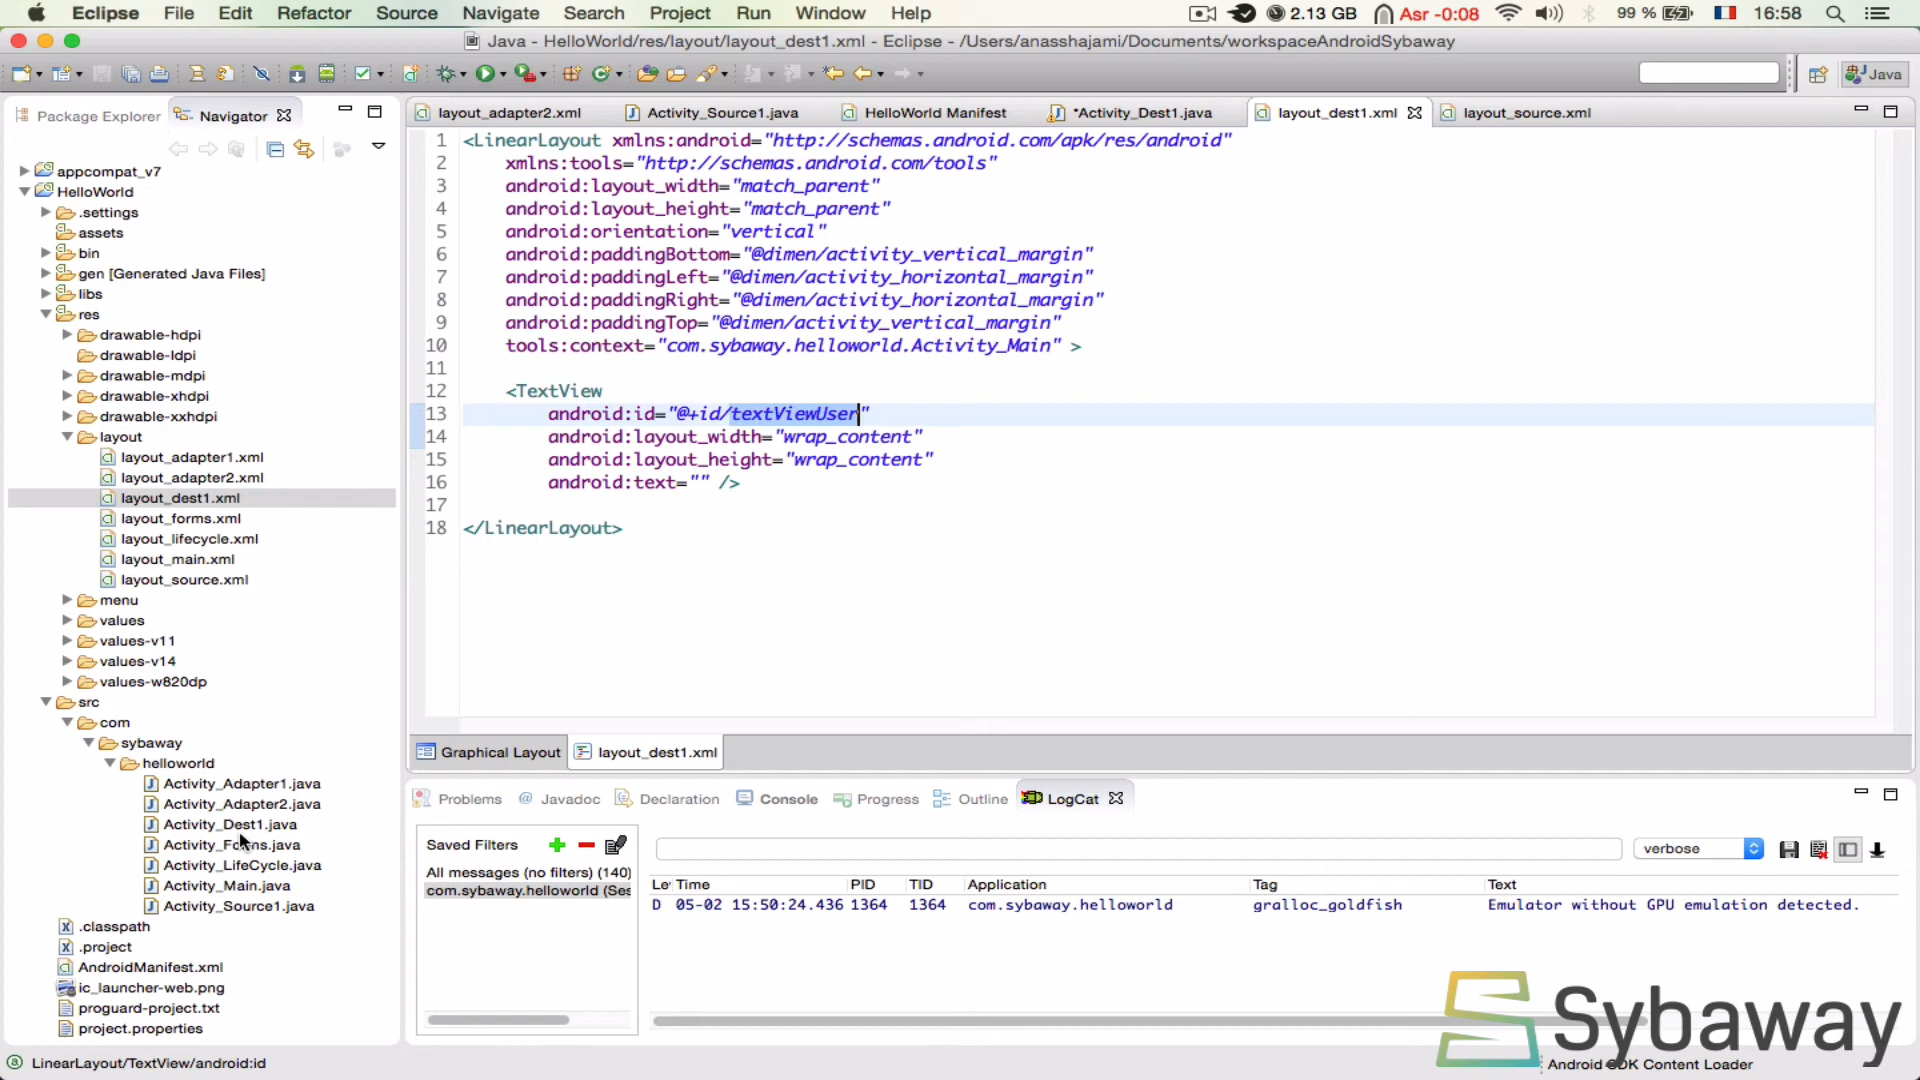 Eclipse File Edit Refactor Source Navigate Search Project Run Window Help 2.13 GB Asr -0:08 99 % 16:58
Java - HelloWorld/res/layout/layout_dest1.xml - Eclipse - /Users/anasshajami/Documents/workspaceAndroidSybaway
Java
Package Explorer Navigator
appcompat_v7
HelloWorld
.settings
assets
bin
gen [Generated Java Files]
libs
res
drawable-hdpi
drawable-ldpi
drawable-mdpi
drawable-xhdpi
drawable-xxhdpi
layout
layout_adapter1.xml
layout_adapter2.xml
layout_dest1.xml
layout_forms.xml
layout_lifecycle.xml
layout_main.xml
layout_source.xml
menu
values
values-v11
values-v14
values-w820dp
src
com
sybaway
helloworld
Activity_Adapter1.java
Activity_Adapter2.java
Activity_Dest1.java
Activity_Forms.java
Activity_LifeCycle.java
Activity_Main.java
Activity_Source1.java
.classpath
.project
AndroidManifest.xml
ic_launcher-web.png
proguard-project.txt
project.properties
layout_adapter2.xml Activity_Source1.java HelloWorld Manifest *Activity_Dest1.java layout_dest1.xml layout_source.xml
1 <LinearLayout xmlns:android="http://schemas.android.com/apk/res/android"
2 xmlns:tools="http://schemas.android.com/tools"
3 android:layout_width="match_parent"
4 android:layout_height="match_parent"
5 android:orientation="vertical"
6 android:paddingBottom="@dimen/activity_vertical_margin"
7 android:paddingLeft="@dimen/activity_horizontal_margin"
8 android:paddingRight="@dimen/activity_horizontal_margin"
9 android:paddingTop="@dimen/activity_vertical_margin"
10 tools:context="com.sybaway.helloworld.Activity_Main" >
11
12 <TextView
13 android:id="@+id/textViewUser"
14 android:layout_width="wrap_content"
15 android:layout_height="wrap_content"
16 android:text="" />
17
18 </LinearLayout>
Graphical Layout layout_dest1.xml
Problems @ Javadoc Declaration Console Progress Outline LogCat
Saved Filters
All messages (no filters) (140)
com.sybaway.helloworld (Ses
verbose
Le Time PID TID Application Tag Text
D 05-02 15:50:24.436 1364 1364 com.sybaway.helloworld gralloc_goldfish Emulator without GPU emulation detected.
Sybaway
LinearLayout/TextView/android:id
Android SDK Content Loader